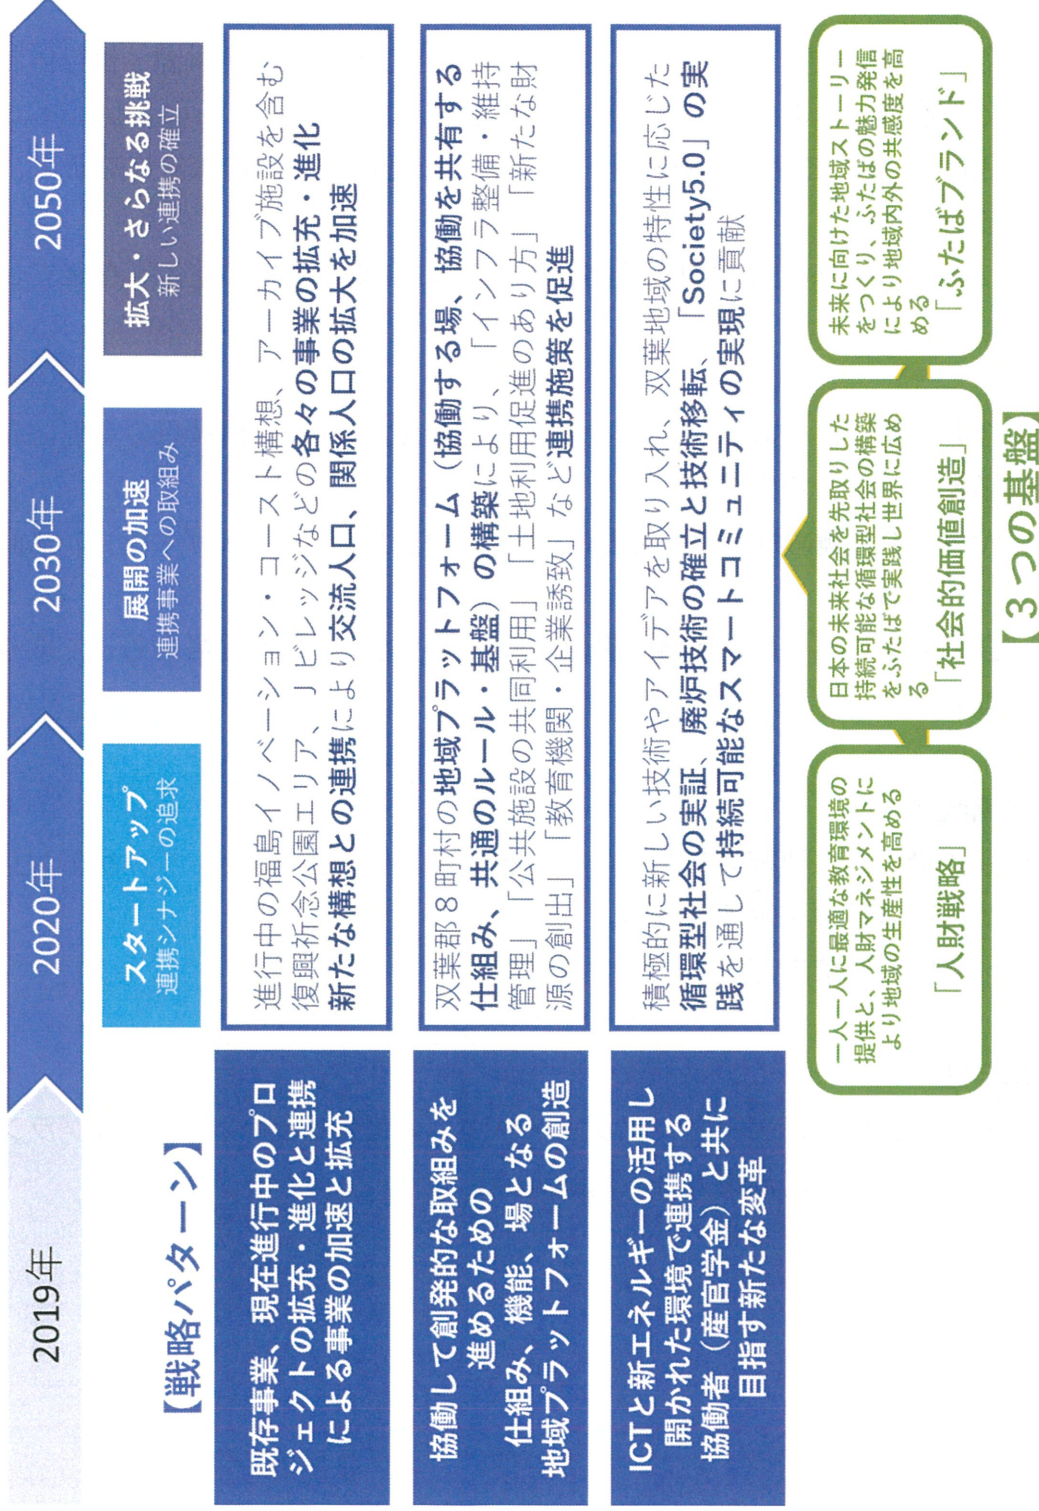 2019年
2020年
2030年
2050年
【戦略パターン】
スタートアップ
連携シナジーの追求
展開の加速
連携事業への取組み
拡大・さらなる挑戦
新しい連携の確立
既存事業、現在進行中のプロ
ジェクトの拡充・進化と連携
による事業の加速と拡充
進行中の福島イノベーション・コースト構想、アーカイブ施設を含む
復興祈念公園エリア、Jビレッジなどの各々の事業の拡充・進化
新たな構想との連携により交流人口、関係人口の拡大を加速
協働して創発的な取組みを
進めるための
仕組み、機能、場となる
地域プラットフォームの創造
双葉郡8町村の地域プラットフォーム（協働する場、協働を共有する
仕組み、共通のルール・基盤）の構築により、「インフラ整備・維持
管理」「公共施設の共同利用」「土地利用促進のあり方」「新たな財
源の創出」「教育機関・企業誘致」など連携施策を促進
ICTと新エネルギーの活用し
開かれた環境で連携する
協働者（産官学金）と共に
目指す新たな変革
積極的に新しい技術やアイデアを取り入れ、双葉地域の特性に応じた
循環型社会の実証、廃炉技術の確立と技術移転、「Society5.0」の実
践を通して持続可能なスマートコミュニティの実現に貢献
一人一人に最適な教育環境の
提供と、人財マネジメントに
より地域の生産性を高める
「人財戦略」
日本の未来社会を先取りした
持続可能な循環型社会の構築
をふたばで実践し世界に広め
る
「社会的価値創造」
未来に向けた地域ストーリー
をつくり、ふたばの魅力発信
により地域内外の共感度を高
める
「ふたばブランド」
【3つの基盤】